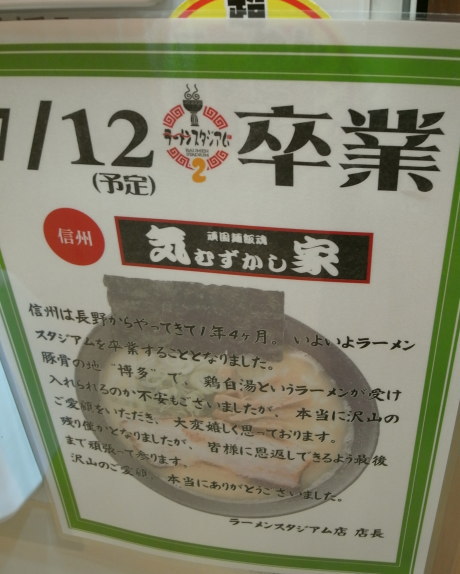 1/12
(予定)
ラーメンスタジアム
2
卒業
信州
頑固麺飯魂
気むずかし家
信州は長野からやってきて1年4ヶ月。いよいよラーメン
スタジアムを卒業することとなりました。
豚骨の地"博多"で、鶏白湯というラーメンが受け
入れられるのか不安もございましたが、本当に沢山の
ご愛顧をいただき、大変嬉しく思っております。
残り僅かとなりましたが、皆様に恩返しできるよう最後
まで頑張って参ります。
沢山のご愛顧 本当にありがとうございました。
ラーメンスタジアム店 店長